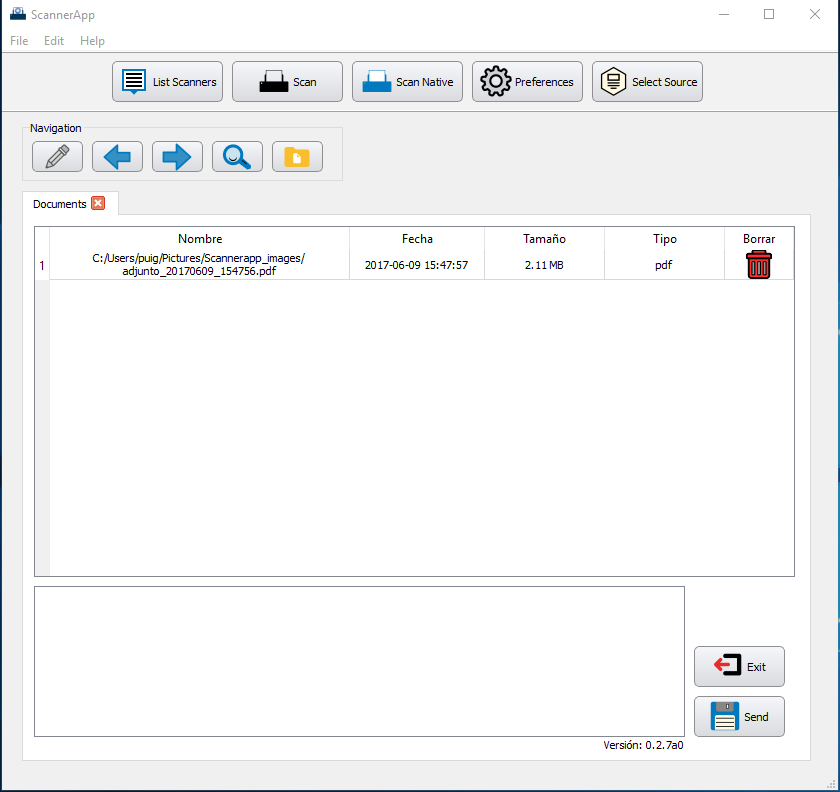 ScannerApp
File Edit Help
List Scanners Scan Scan Native Preferences Select Source
Navigation
Documents
Nombre Fecha Tamaño Tipo Borrar
1 C:/Users/puig/Pictures/Scannerapp_images/
adjunto_20170609_154756.pdf 2017-06-09 15:47:57 2.11 MB pdf
Exit
Send
Versión: 0.2.7a0